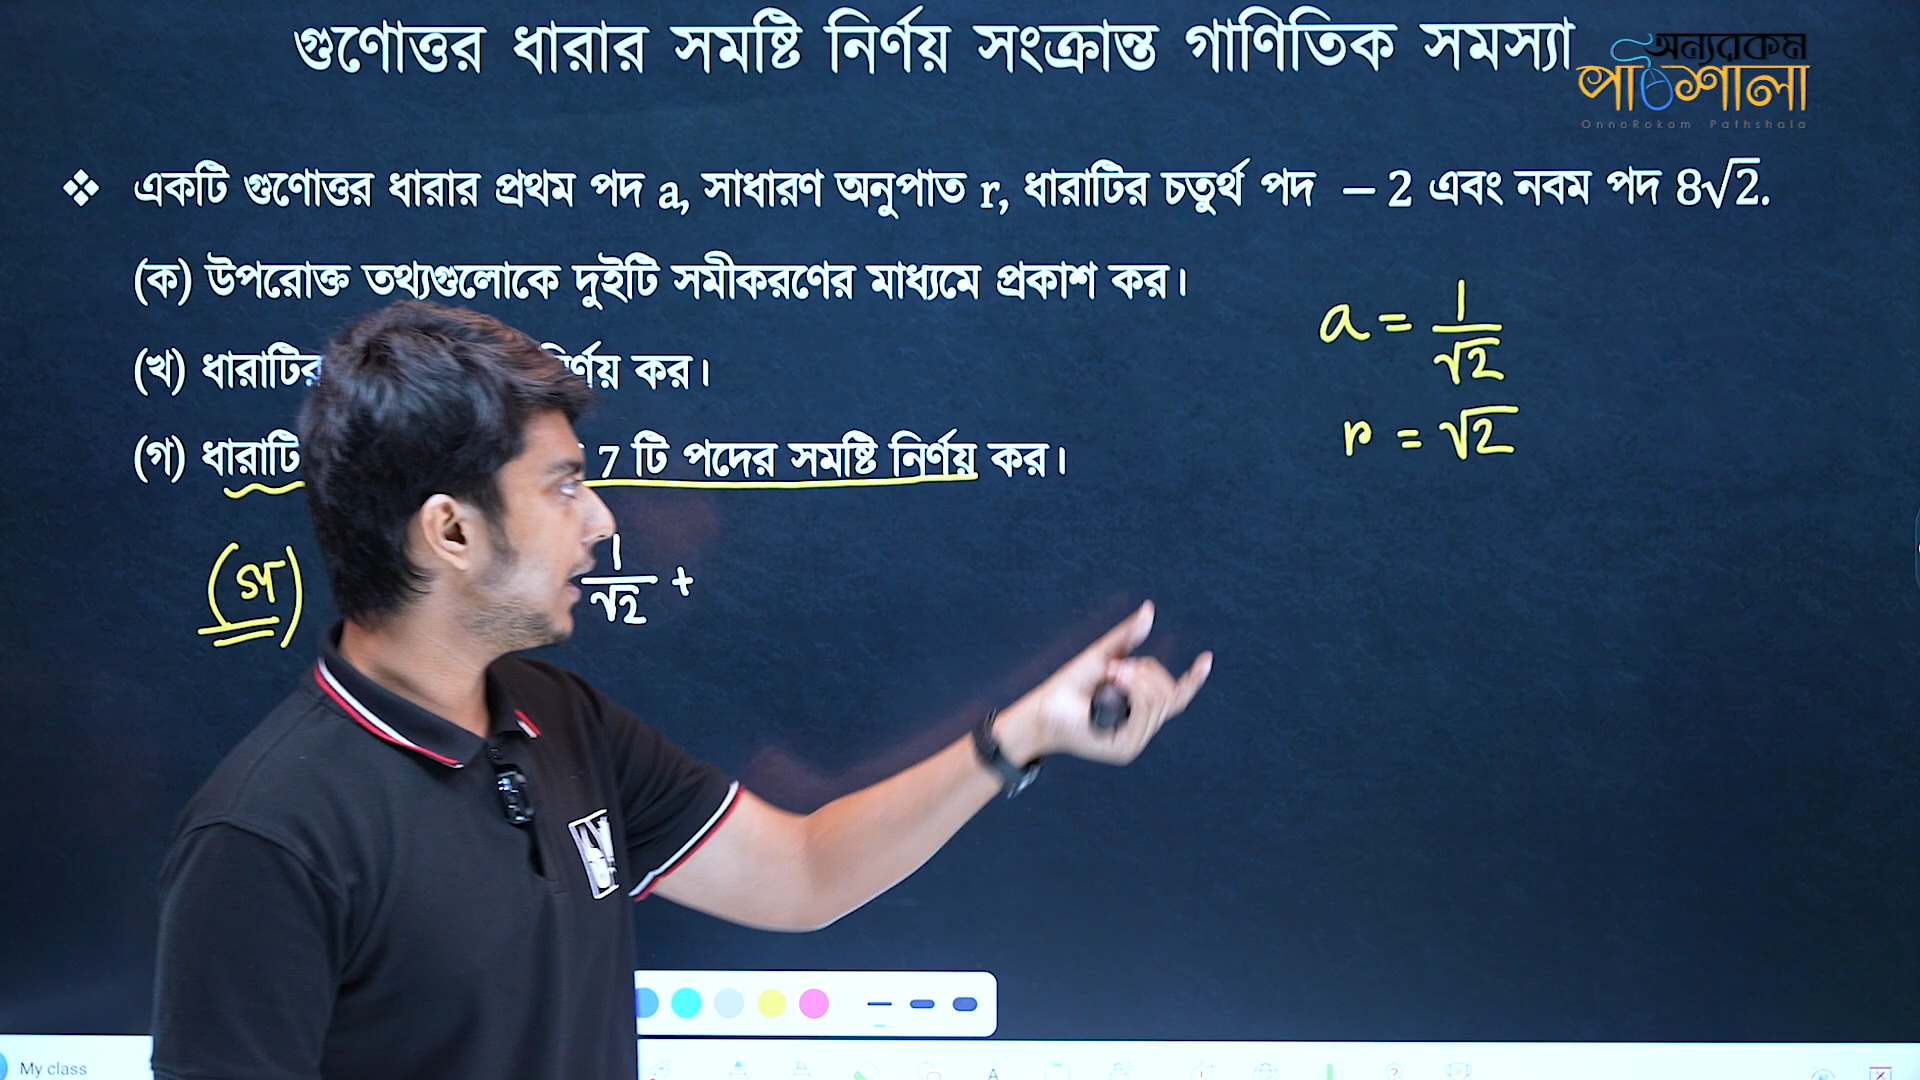 গুণোত্তর ধারার সমষ্টি নির্ণয় সংক্রান্ত গাণিতিক সমস্যা
অন্যরকম
পাঠশালা
OnnoRokom Pathshala
❖ একটি গুণোত্তর ধারার প্রথম পদ a, সাধারণ অনুপাত r, ধারাটির চতুর্থ পদ – 2 এবং নবম পদ 8√2.
(ক) উপরোক্ত তথ্যগুলোকে দুইটি সমীকরণের মাধ্যমে প্রকাশ কর।
(খ) ধারাটির কর।
(গ) 7 টি পদের সমষ্টি নির্ণয় কর।
a = 1/√2
r = √2
(গ) 1/√2 +
My class